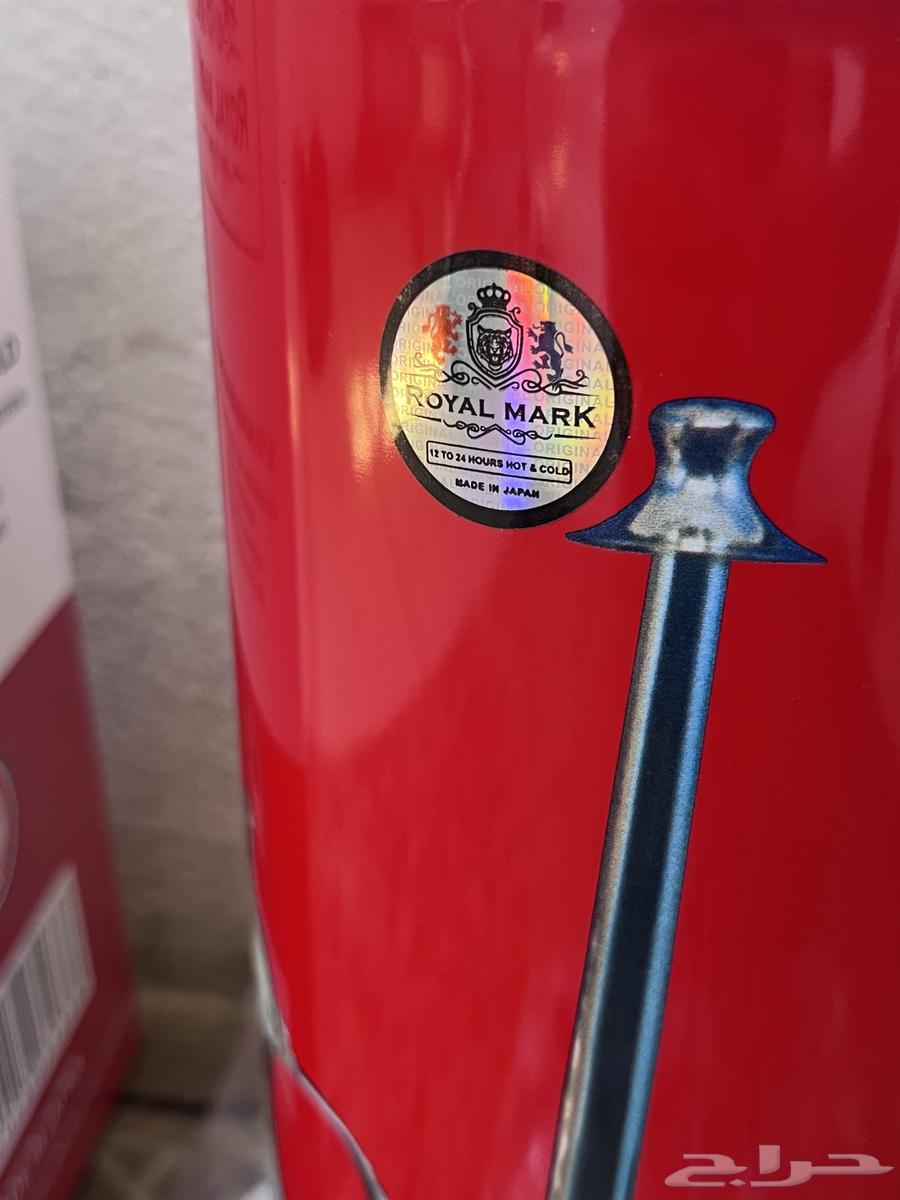 ROYAL MARK
12 TO 24 HOURS HOT & COLD
MADE IN JAPAN
حراج